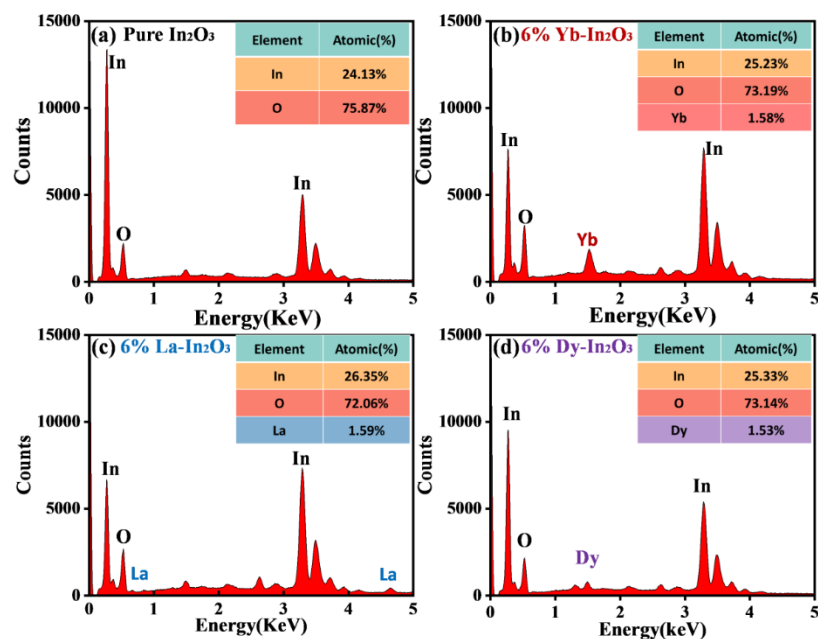 (a) Pure In₂O₃
Element Atomic(%)
In 24.13%
O 75.87%
In
O
In
15000
10000
5000
0
Counts
0 1 2 3 4 5
Energy(KeV)
(b) 6% Yb-In₂O₃
Element Atomic(%)
In 25.23%
O 73.19%
Yb 1.58%
In
O
Yb
In
15000
10000
5000
0
Counts
0 1 2 3 4 5
Energy(KeV)
(c) 6% La-In₂O₃
Element Atomic(%)
In 26.35%
O 72.06%
La 1.59%
In
O
La
In
La
15000
10000
5000
0
Counts
0 1 2 3 4 5
Energy(KeV)
(d) 6% Dy-In₂O₃
Element Atomic(%)
In 25.33%
O 73.14%
Dy 1.53%
In
O
Dy
In
15000
10000
5000
0
Counts
0 1 2 3 4 5
Energy(keV)